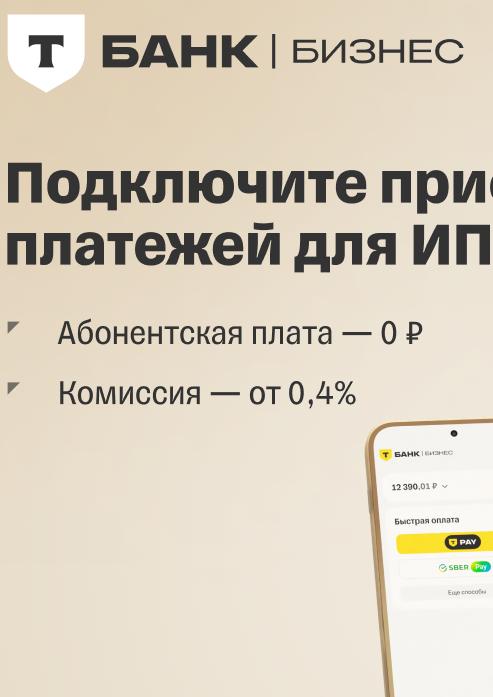 Т БАНК | БИЗНЕС
Подключите при
платежей для ИП
Абонентская плата — 0 ₽
Комиссия — от 0,4%
Т БАНК | БИЗНЕС
12 390,01 ₽
Быстрая оплата
Т PAY
SBER Pay
Еще способы